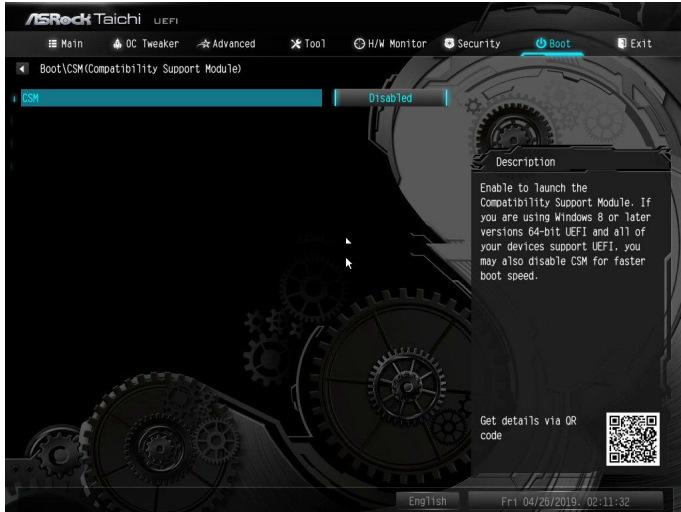 ASRock Taichi UEFI
Main OC Tweaker Advanced Tool H/W Monitor Security Boot Exit
Boot\CSM(Compatibility Support Module)
CSM Disabled
Description
Enable to launch the
Compatibility Support Module. If
you are using Windows 8 or later
versions 64-bit UEFI and all of
your devices support UEFI, you
may also disable CSM for faster
boot speed.
Get details via QR
code
English Fri 04/26/2019, 02:11:32